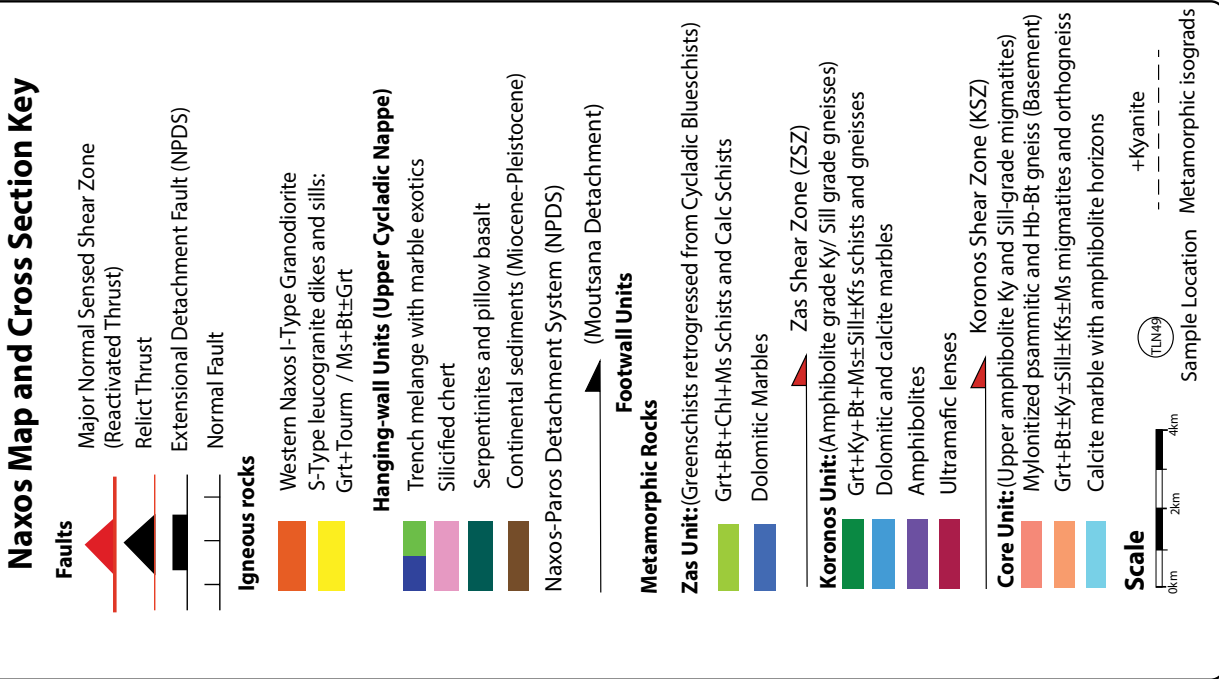 Naxos Map and Cross Section Key
Faults
Major Normal Sensed Shear Zone
(Reactivated Thrust)
Relict Thrust
Extensional Detachment Fault (NPDS)
Normal Fault
Igneous rocks
Western Naxos I-Type Granodiorite
S-Type leucogranite dikes and sills:
Grt+Tourm / Ms+Bt±Grt
Hanging-wall Units (Upper Cycladic Nappe)
Trench melange with marble exotics
Silicified chert
Serpentinites and pillow basalt
Continental sediments (Miocene-Pleistocene)
Naxos-Paros Detachment System (NPDS)
(Moutsana Detachment)
Footwall Units
Metamorphic Rocks
Zas Unit:(Greenschists retrogressed from Cycladic Blueschists)
Grt+Bt+Chl+Ms Schists and Calc Schists
Dolomitic Marbles
Zas Shear Zone (ZSZ)
Koronos Unit:(Amphibolite grade Ky/ Sill grade gneisses)
Grt+Ky+Bt+Ms±Sill±Kfs schists and gneisses
Dolomitic and calcite marbles
Amphibolites
Ultramafic lenses
Koronos Shear Zone (KSZ)
Core Unit:(Upper amphibolite Ky and Sill-grade migmatites)
Mylonitized psammitic and Hb-Bt gneiss (Basement)
Grt+Bt±Ky±Sill±Kfs±Ms migmatites and orthogneiss
Calcite marble with amphibolite horizons
Scale
0km 2km 4km
TLN49
Sample Location
+Kyanite
Metamorphic isograds